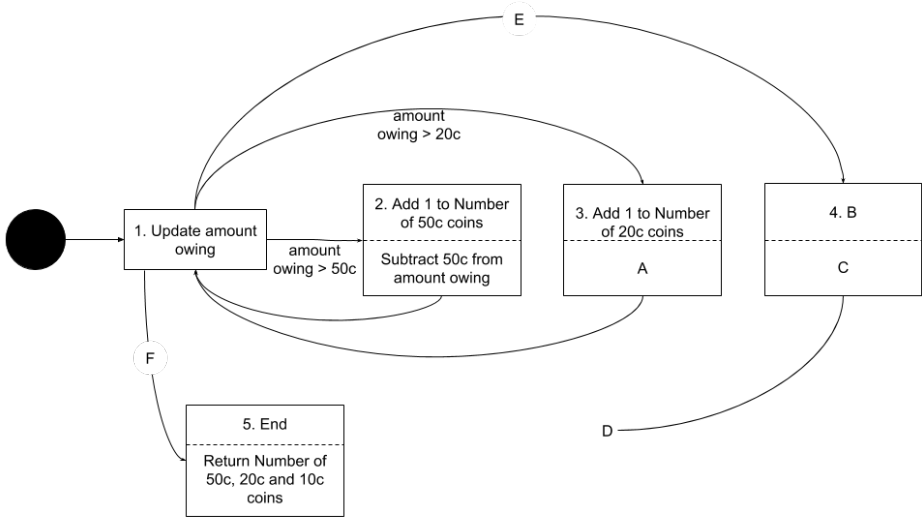 E
amount
owing > 20c
1. Update amount
owing
amount
owing > 50c
2. Add 1 to Number
of 50c coins
Subtract 50c from
amount owing
3. Add 1 to Number
of 20c coins
A
4. B
C
F
D
5. End
Return Number of
50c, 20c and 10c
coins